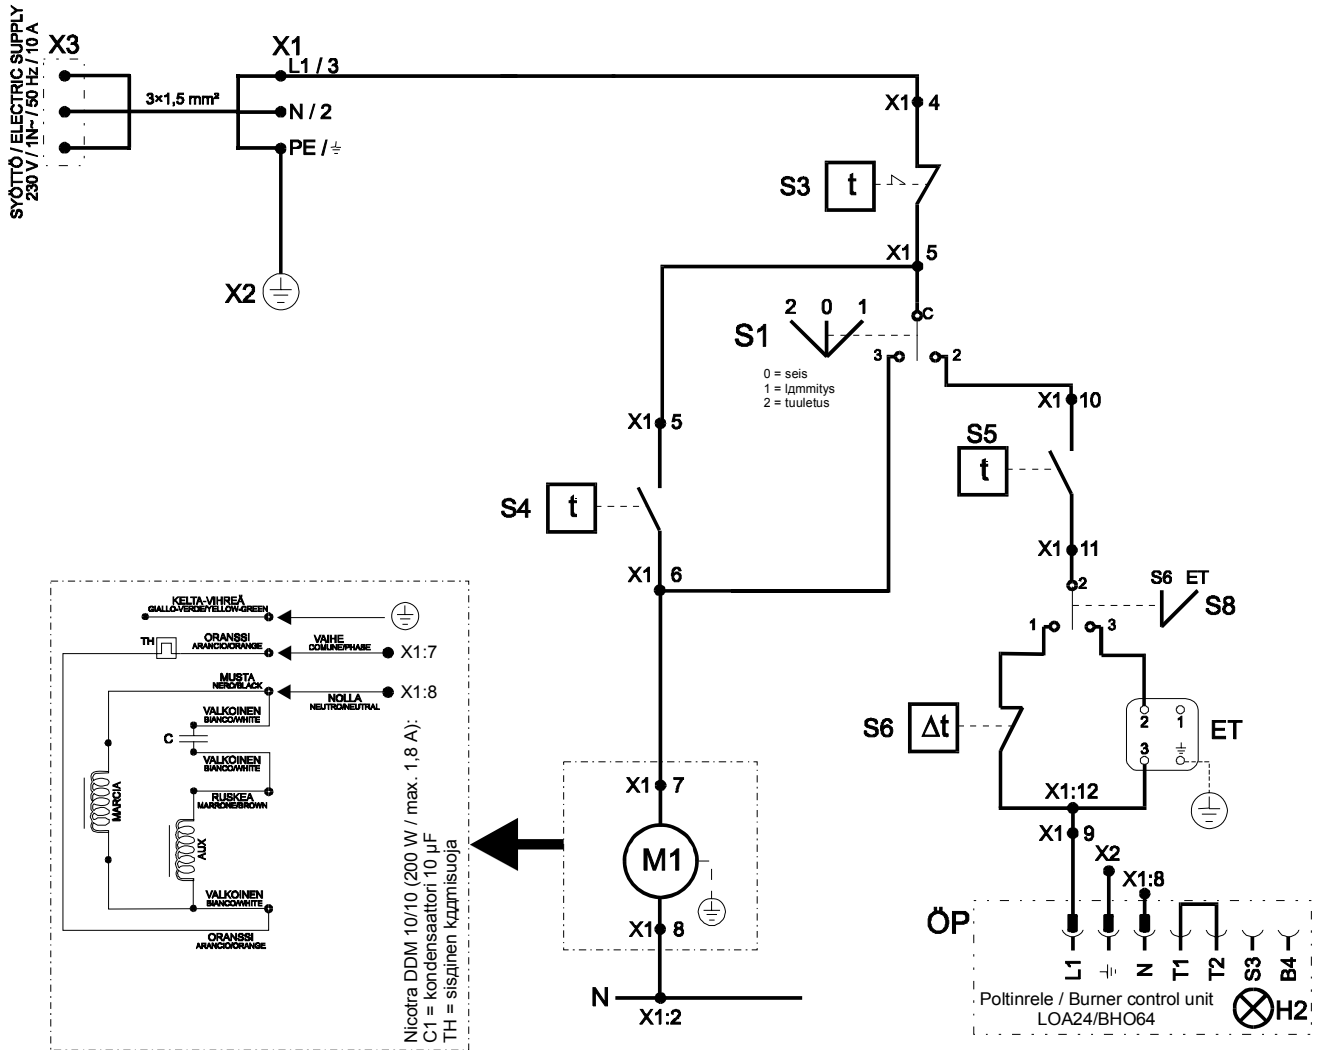 SYÖTTÖ / ELECTRIC SUPPLY
230 V / 1N~ / 50 Hz / 10 A
X3
X1
L1 / 3
3×1,5 mm²
N / 2
PE / ⏚
X2
X1 4
S3
t
X1 5
2 0 1
S1
C
3
2
0 = seis
1 = lдmmitys
2 = tuuletus
X1 10
X1 5
S5
t
S4
t
X1 11
X1 6
2
S6 ET
S8
1
3
S6
Δt
2
1
3
ET
X1:12
X1 9
X2
X1:8
X1 7
M1
X1 8
N
X1:2
KELTA-VIHREÄ
GIALLO-VERDE/YELLOW-GREEN
TH
ORANSSI
ARANCIO/ORANGE
VAIHE
COMUNE/PHASE
X1:7
MUSTA
NERO/BLACK
NOLLA
NEUTRO/NEUTRAL
X1:8
VALKOINEN
BIANCO/WHITE
C
VALKOINEN
BIANCO/WHITE
RUSKEA
MARRONE/BROWN
MARCIA
AUX
VALKOINEN
BIANCO/WHITE
ORANSSI
ARANCIO/ORANGE
Nicotra DDM 10/10 (200 W / max. 1,8 A):
C1 = kondensaattori 10 µF
TH = sisдinen kддmisuoja
ÖP
L1
N
T1
T2
S3
B4
Poltinrele / Burner control unit
LOA24/BHO64
H2